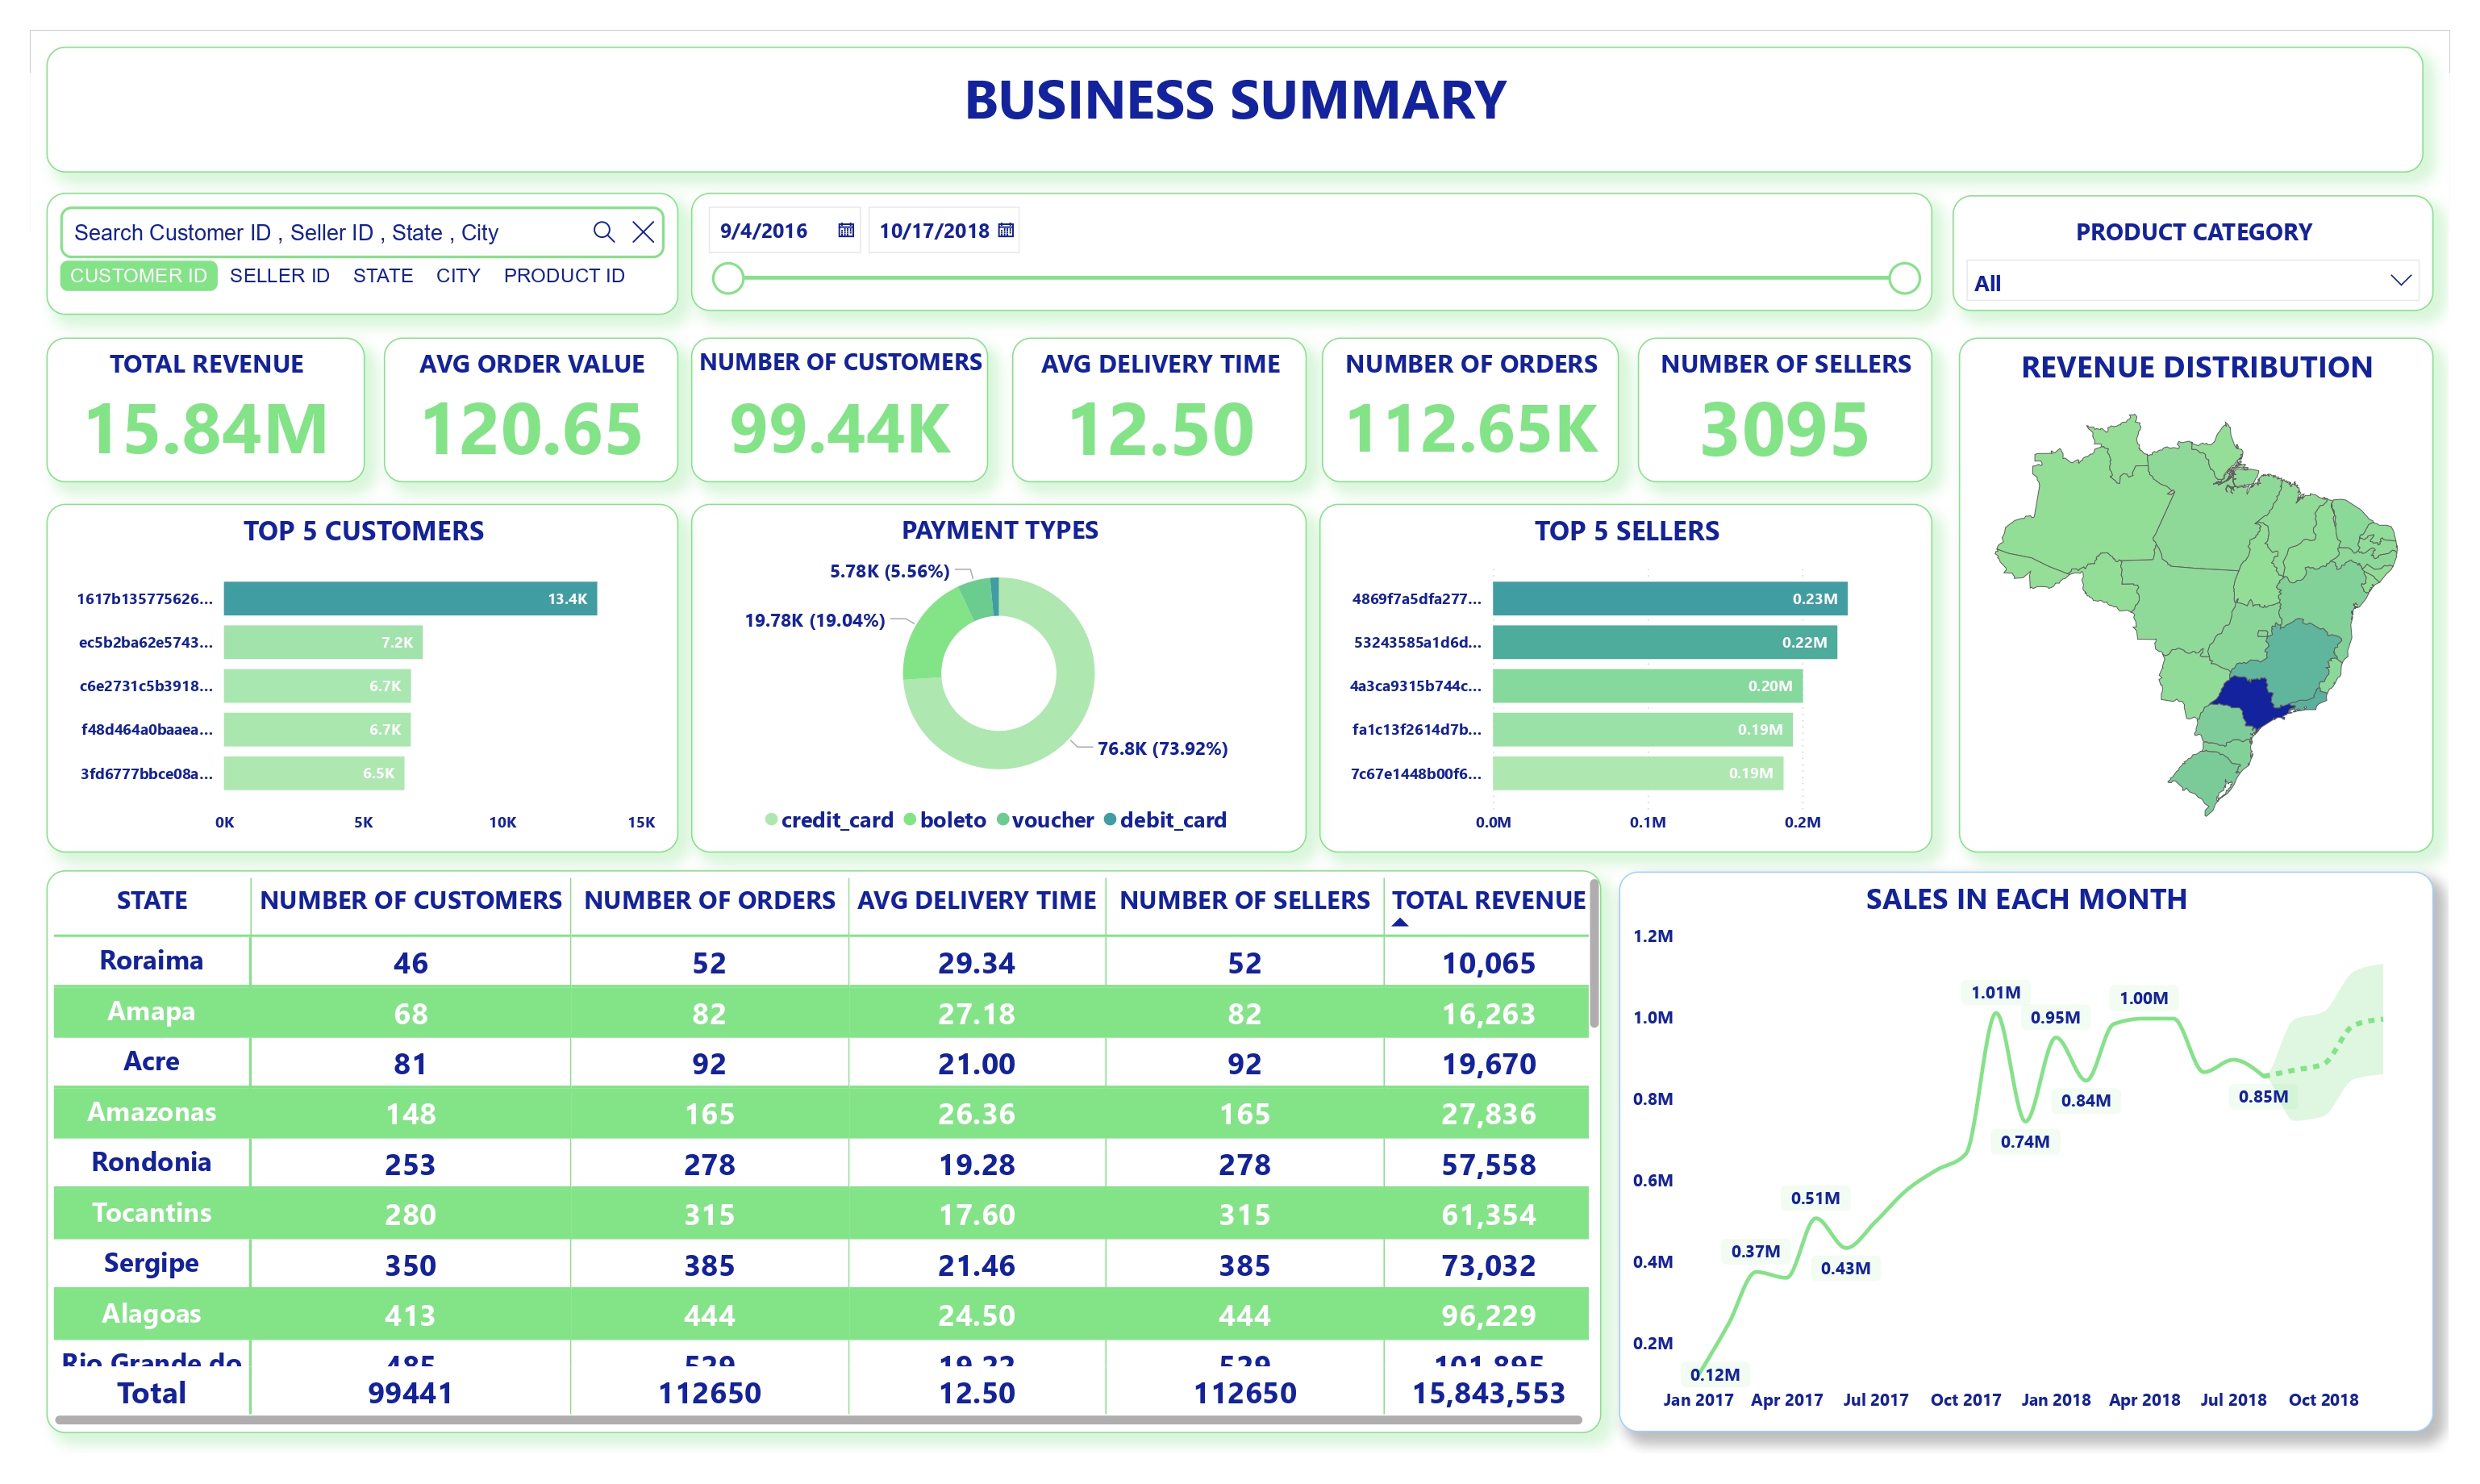 BUSINESS SUMMARY
Search Customer ID , Seller ID , State , City
CUSTOMER ID SELLER ID STATE CITY PRODUCT ID
9/4/2016 10/17/2018
PRODUCT CATEGORY
All
TOTAL REVENUE
15.84M
AVG ORDER VALUE
120.65
NUMBER OF CUSTOMERS
99.44K
AVG DELIVERY TIME
12.50
NUMBER OF ORDERS
112.65K
NUMBER OF SELLERS
3095
REVENUE DISTRIBUTION
TOP 5 CUSTOMERS
1617b135775626... 13.4K
ec5b2ba62e5743... 7.2K
c6e2731c5b3918... 6.7K
f48d464a0baaea... 6.7K
3fd6777bbce08a... 6.5K
0K 5K 10K 15K
PAYMENT TYPES
5.78K (5.56%)
19.78K (19.04%)
76.8K (73.92%)
credit_card boleto voucher debit_card
TOP 5 SELLERS
4869f7a5dfa277... 0.23M
53243585a1d6d... 0.22M
4a3ca9315b744c... 0.20M
fa1c13f2614d7b... 0.19M
7c67e1448b00f6... 0.19M
0.0M 0.1M 0.2M
STATE NUMBER OF CUSTOMERS NUMBER OF ORDERS AVG DELIVERY TIME NUMBER OF SELLERS TOTAL REVENUE
Roraima 46 52 29.34 52 10,065
Amapa 68 82 27.18 82 16,263
Acre 81 92 21.00 92 19,670
Amazonas 148 165 26.36 165 27,836
Rondonia 253 278 19.28 278 57,558
Tocantins 280 315 17.60 315 61,354
Sergipe 350 385 21.46 385 73,032
Alagoas 413 444 24.50 444 96,229
Rio Grande do 485 529 19.22 529 101,895
Total 99441 112650 12.50 112650 15,843,553
SALES IN EACH MONTH
1.2M
1.0M
0.8M
0.6M
0.4M
0.2M
0.12M
0.37M
0.51M
0.43M
1.01M
0.74M
0.95M
0.84M
1.00M
0.85M
Jan 2017 Apr 2017 Jul 2017 Oct 2017 Jan 2018 Apr 2018 Jul 2018 Oct 2018